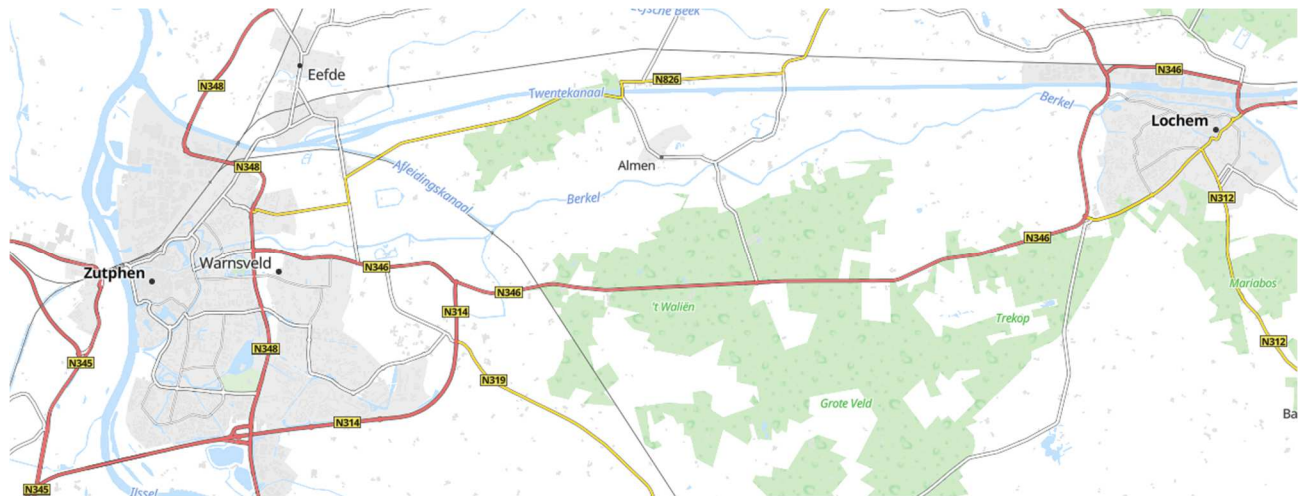 Eefde
N348
N826
Twentekanaal
N346
Berkel
Lochem
Almen
N348
Afleidingskanaal
Berkel
N312
N346
Warnsveld
N346
Zutphen
N346
't Waliën
Mariabos
N314
Trekop
N312
N348
N345
N319
Grote Veld
Ba
N314
N345
IJssel